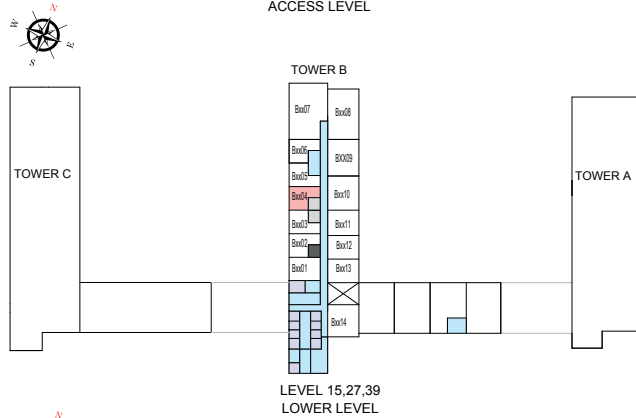 ACCESS LEVEL
N
W
E
S
TOWER B
Bxx07
Bxx08
Bxx06
BXX09
Bxx05
TOWER C
TOWER A
Bxx04
Bxx10
Bxx03
Bxx11
Bxx02
Bxx12
Bxx01
Bxx13
Bxx14
LEVEL 15,27,39
LOWER LEVEL
N